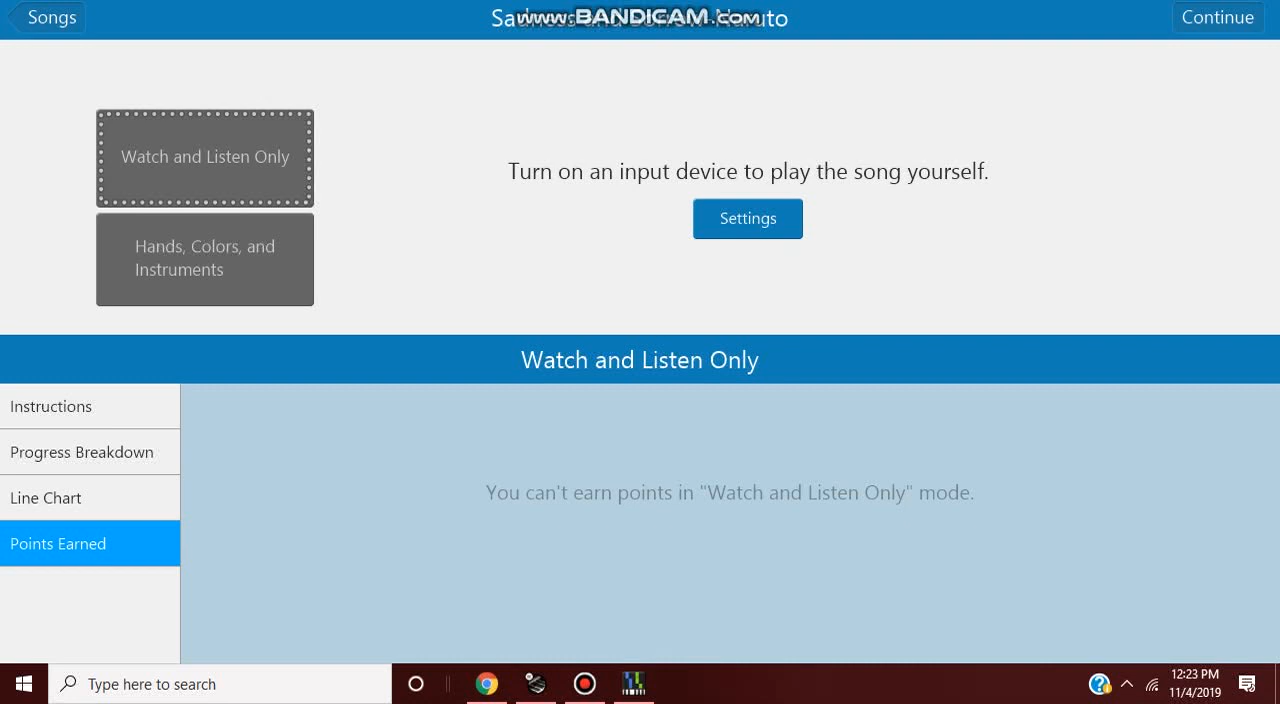 Songs
www.BANDICAM.com
Continue
Watch and Listen Only
Hands, Colors, and
Instruments
Turn on an input device to play the song yourself.
Settings
Watch and Listen Only
Instructions
Progress Breakdown
Line Chart
Points Earned
You can't earn points in "Watch and Listen Only" mode.
Type here to search
12:23 PM
11/4/2019